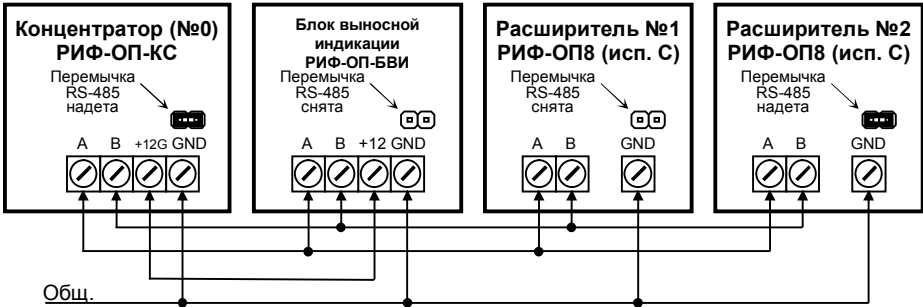 Концентратор (№0)
РИФ-ОП-КС
Перемычка
RS-485
надета
A B +12G GND
Блок выносной
индикации
РИФ-ОП-БВИ
Перемычка
RS-485
снята
A B +12 GND
Расширитель №1
РИФ-ОП8 (исп. С)
Перемычка
RS-485
снята
A B GND
Расширитель №2
РИФ-ОП8 (исп. С)
Перемычка
RS-485
надета
A B GND
Общ.